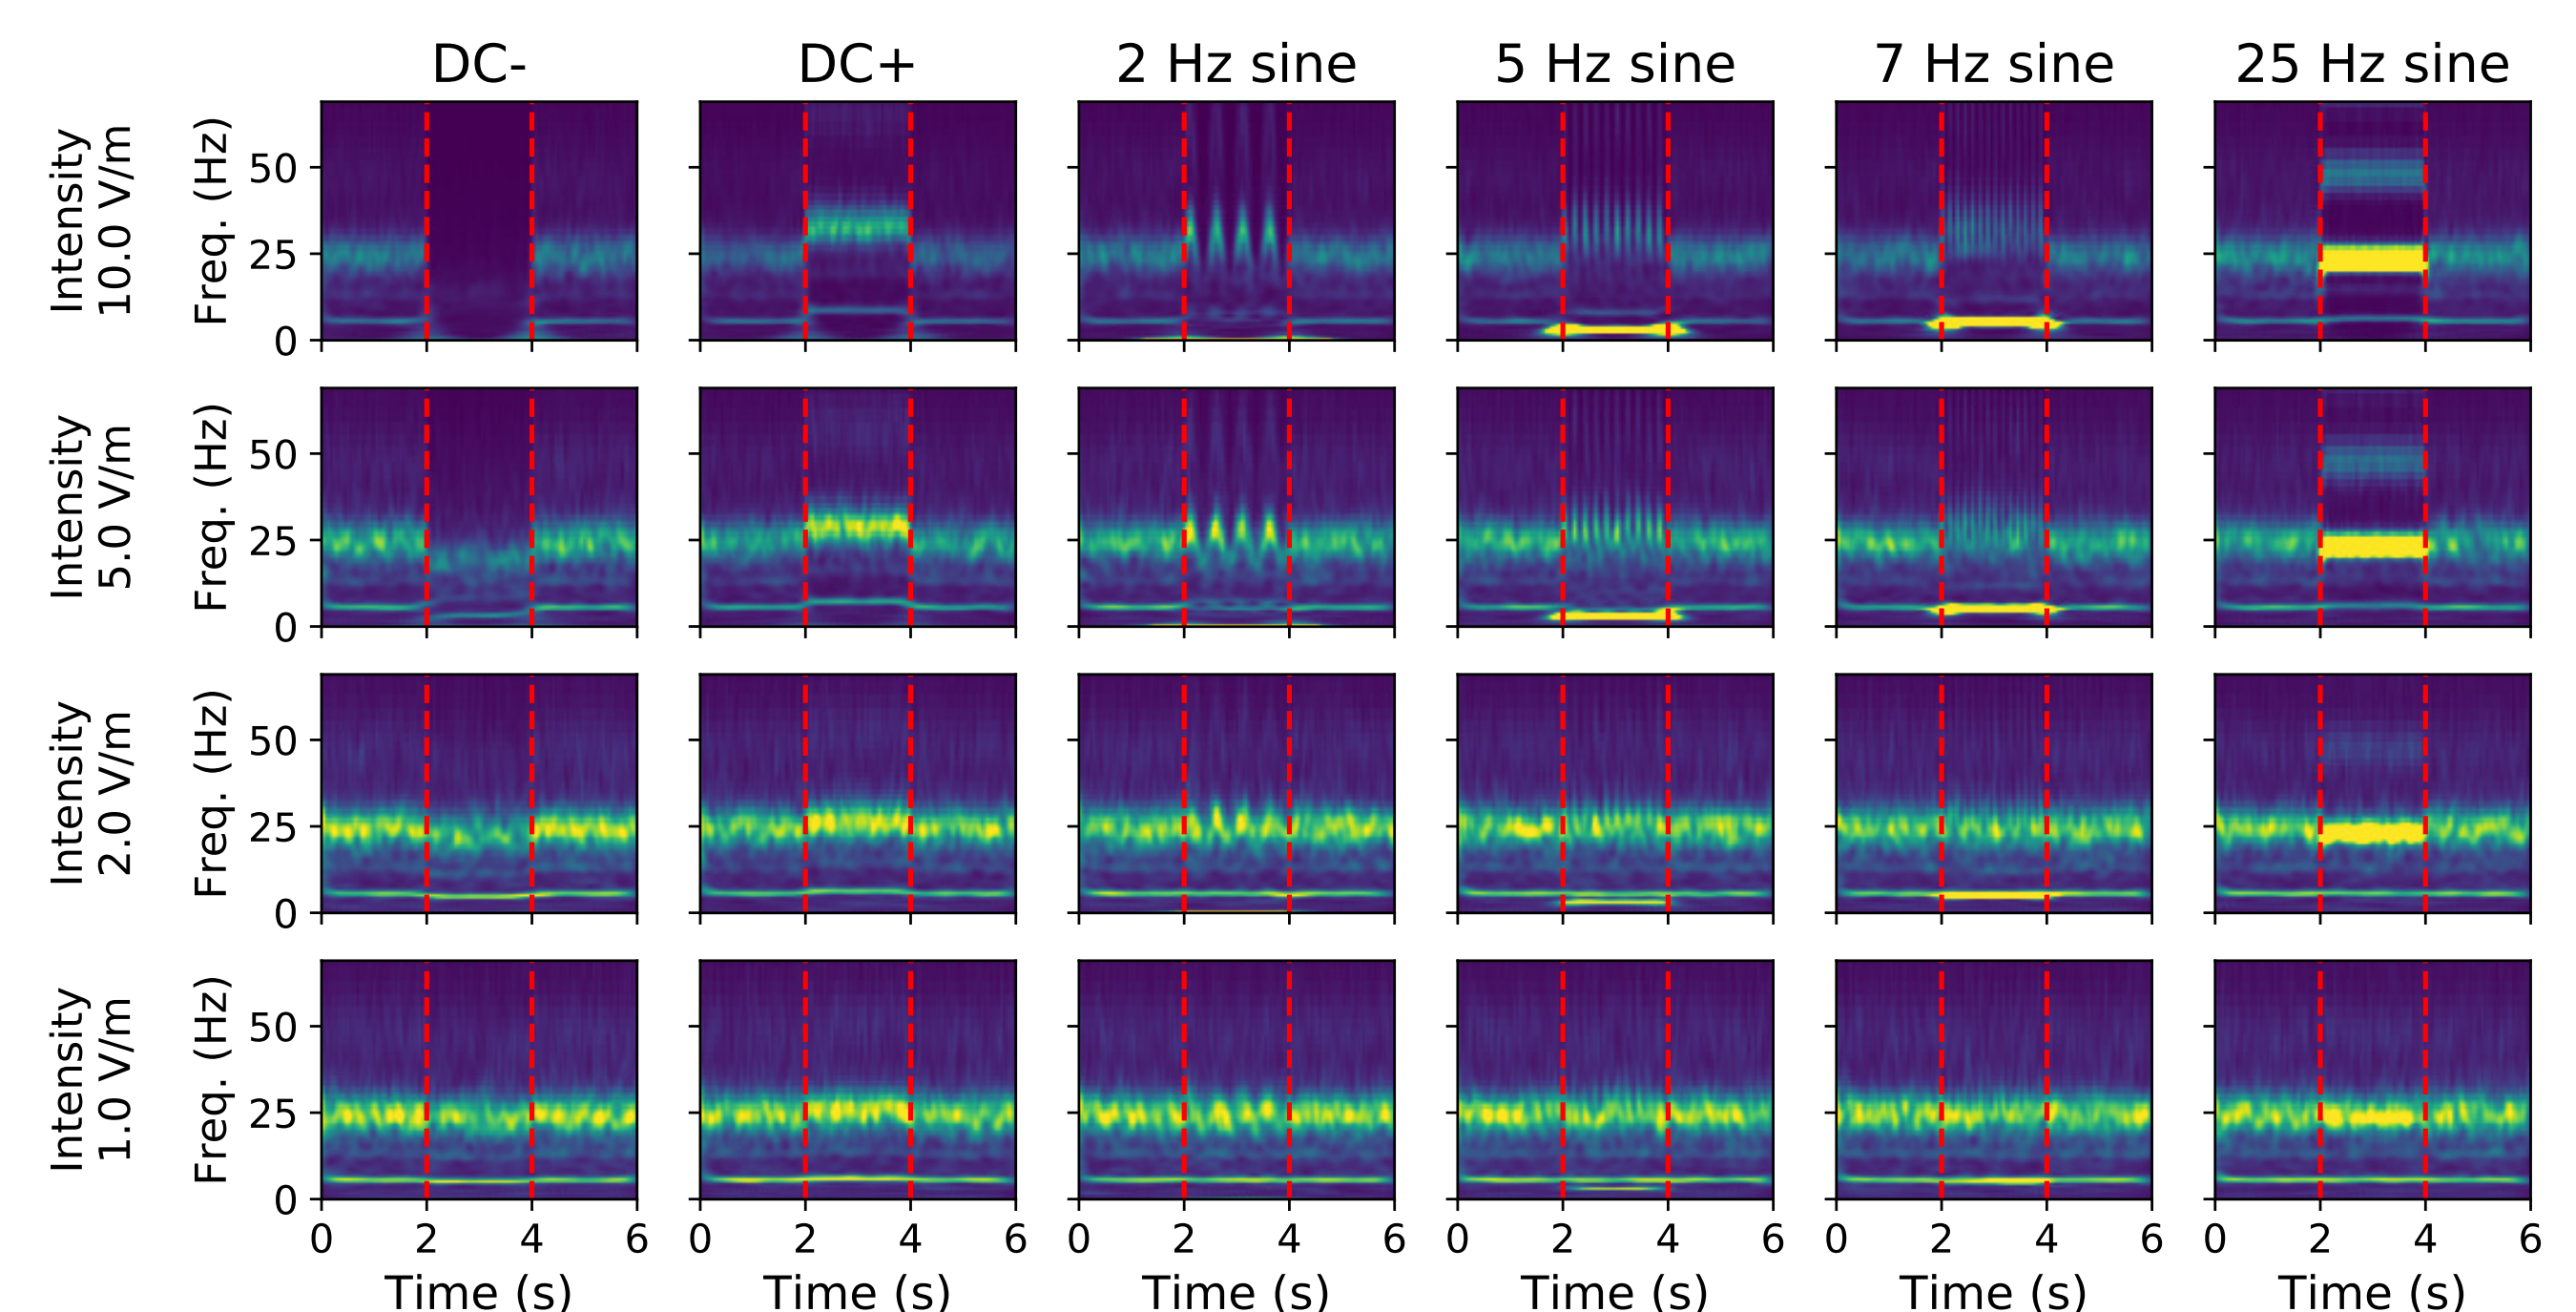 DC-
DC+
2 Hz sine
5 Hz sine
7 Hz sine
25 Hz sine
Intensity
10.0 V/m
Freq. (Hz)
50
25
0
Intensity
5.0 V/m
Freq. (Hz)
50
25
0
Intensity
2.0 V/m
Freq. (Hz)
50
25
0
Intensity
1.0 V/m
Freq. (Hz)
50
25
0
0 2 4 6
0 2 4 6
0 2 4 6
0 2 4 6
0 2 4 6
0 2 4 6
Time (s)
Time (s)
Time (s)
Time (s)
Time (s)
Time (s)